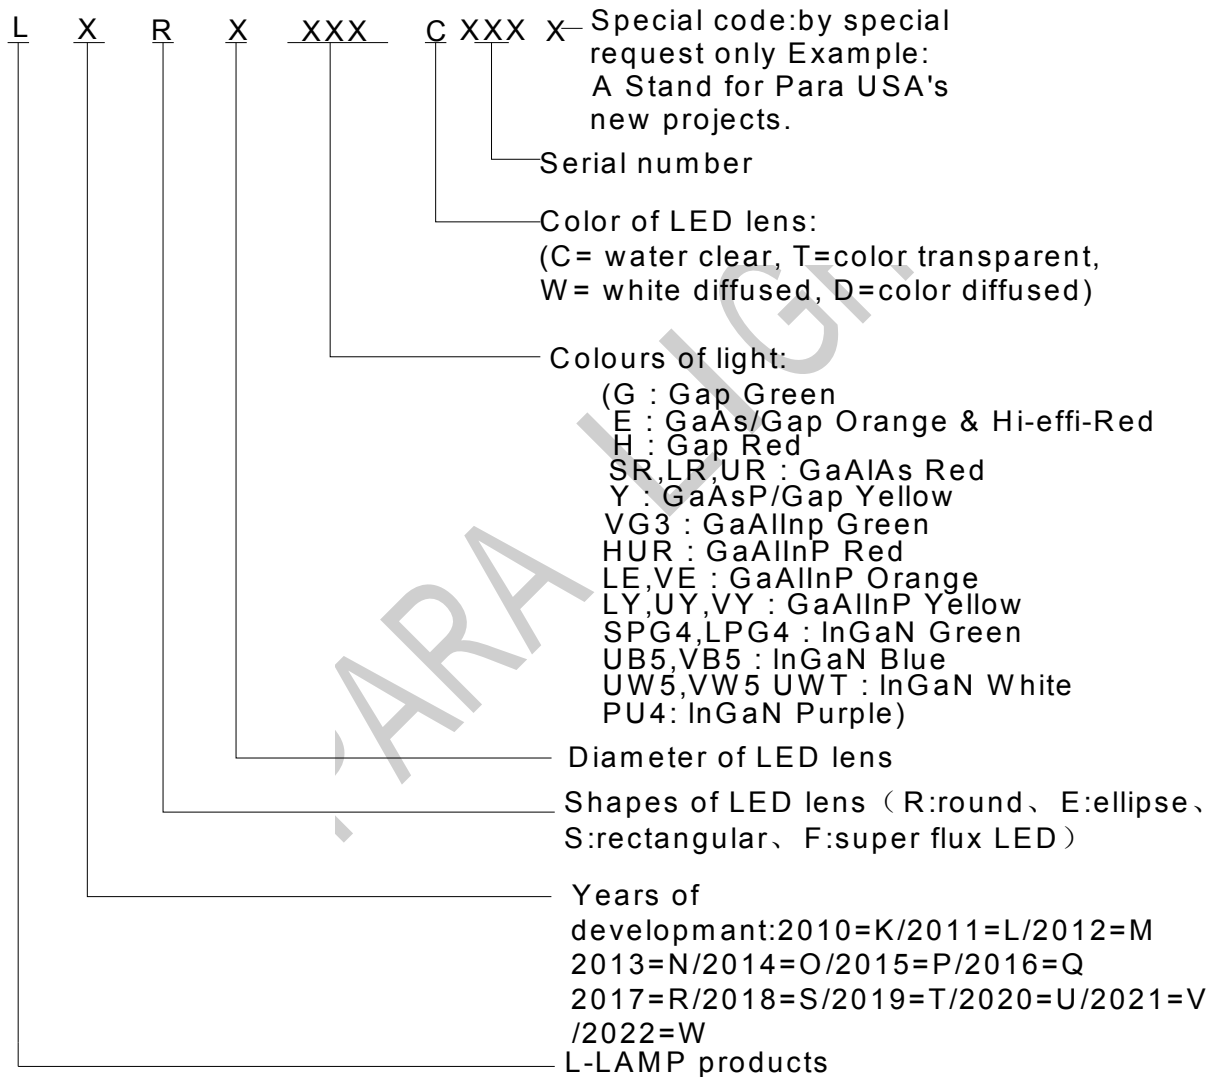 L X R X XXX C XXX X Special code:by special
request only Example:
A Stand for Para USA's
new projects.
Serial number
Color of LED lens:
(C= water clear, T=color transparent,
W= white diffused, D=color diffused)
Colours of light:
(G : Gap Green
E : GaAs/Gap Orange & Hi-effi-Red
H : Gap Red
SR,LR,UR : GaAlAs Red
Y : GaAsP/Gap Yellow
VG3 : GaAlInp Green
HUR : GaAlInP Red
LE,VE : GaAlInP Orange
LY,UY,VY : GaAlInP Yellow
SPG4,LPG4 : InGaN Green
UB5,VB5 : InGaN Blue
UW5,VW5 UWT : InGaN White
PU4: InGaN Purple)
Diameter of LED lens
Shapes of LED lens（R:round、E:ellipse、
S:rectangular、F:super flux LED）
Years of
developmant:2010=K/2011=L/2012=M
2013=N/2014=O/2015=P/2016=Q
2017=R/2018=S/2019=T/2020=U/2021=V
/2022=W
L-LAMP products
PARA LIGH